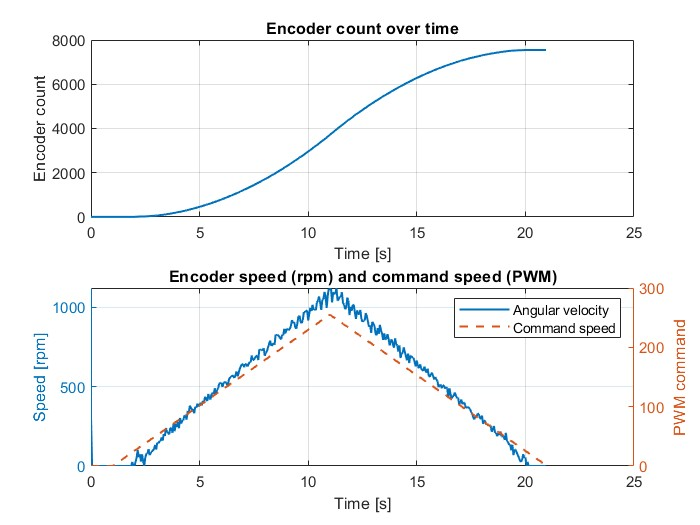 Encoder count over time
8000
6000
4000
2000
0
Encoder count
0 5 10 15 20 25
Time [s]
Encoder speed (rpm) and command speed (PWM)
1000
500
0
Speed [rpm]
Angular velocity
Command speed
300
200
100
0
PWM command
0 5 10 15 20 25
Time [s]